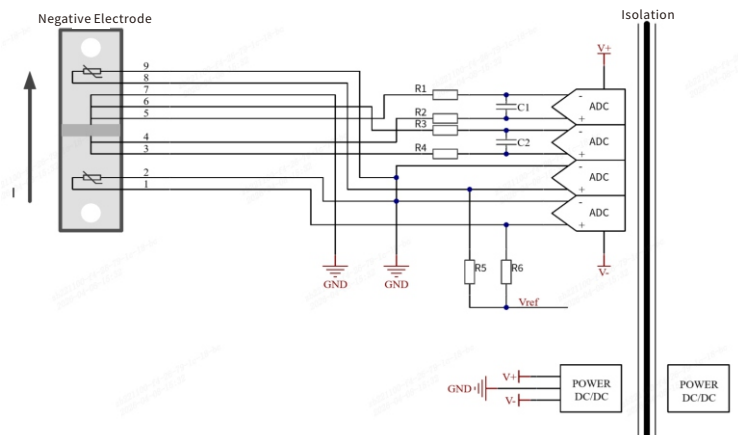 Negative Electrode
Isolation
V+
9
8
7
6
5
4
3
2
1
I
R1
R2
R3
R4
C1
C2
-
ADC
+
-
ADC
+
-
ADC
+
-
ADC
+
V-
GND
GND
R5
R6
Vref
V+
GND
V-
POWER
DC/DC
POWER
DC/DC